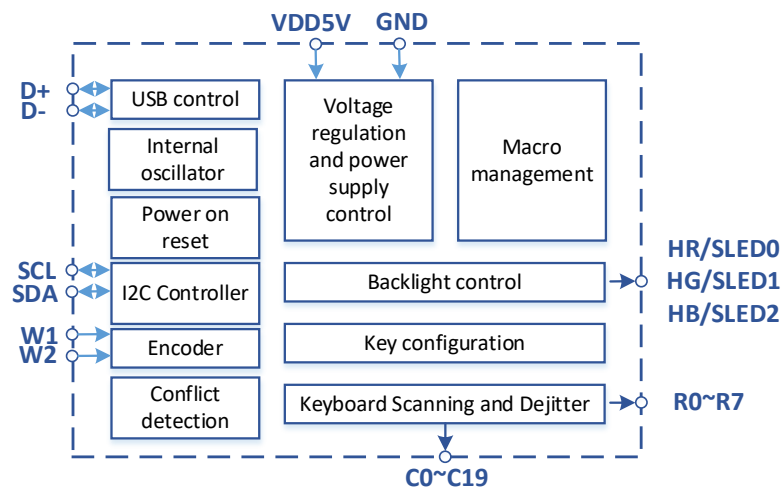 VDD5V
GND
D+
D-
USB control
Internal
oscillator
Power on
reset
SCL
SDA
I2C Controller
W1
W2
Encoder
Conflict
detection
Voltage
regulation
and power
supply
control
Macro
management
Backlight control
HR/SLED0
HG/SLED1
HB/SLED2
Key configuration
Keyboard Scanning and Dejitter
R0~R7
C0~C19